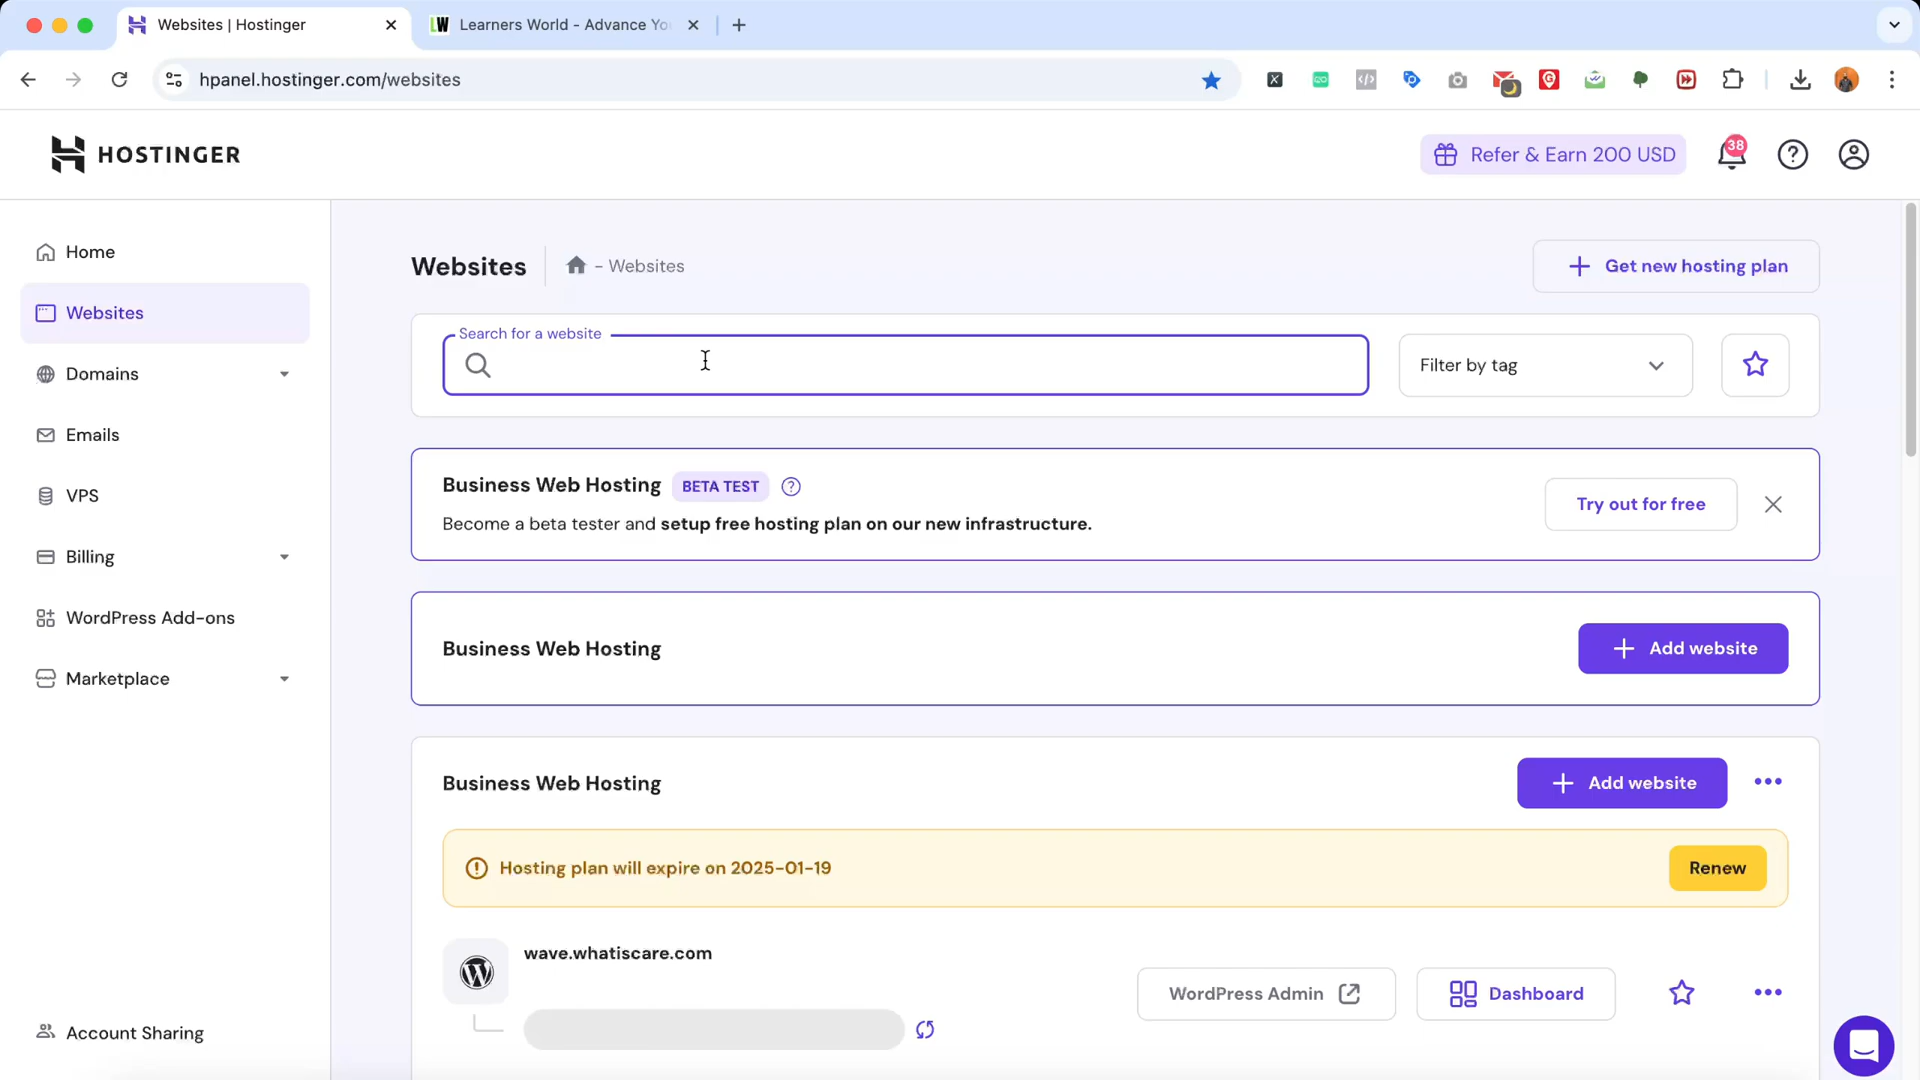 Websites | Hostinger
Learners World - Advance Yo
hpanel.hostinger.com/websites
HOSTINGER
Refer & Earn 200 USD
38
Home
Websites
Domains
Emails
VPS
Billing
WordPress Add-ons
Marketplace
Account Sharing
Websites
- Websites
Get new hosting plan
Search for a website
Filter by tag
Business Web Hosting BETA TEST
Become a beta tester and setup free hosting plan on our new infrastructure.
Try out for free
Business Web Hosting
Add website
Business Web Hosting
Add website
Hosting plan will expire on 2025-01-19
Renew
wave.whatiscare.com
WordPress Admin
Dashboard